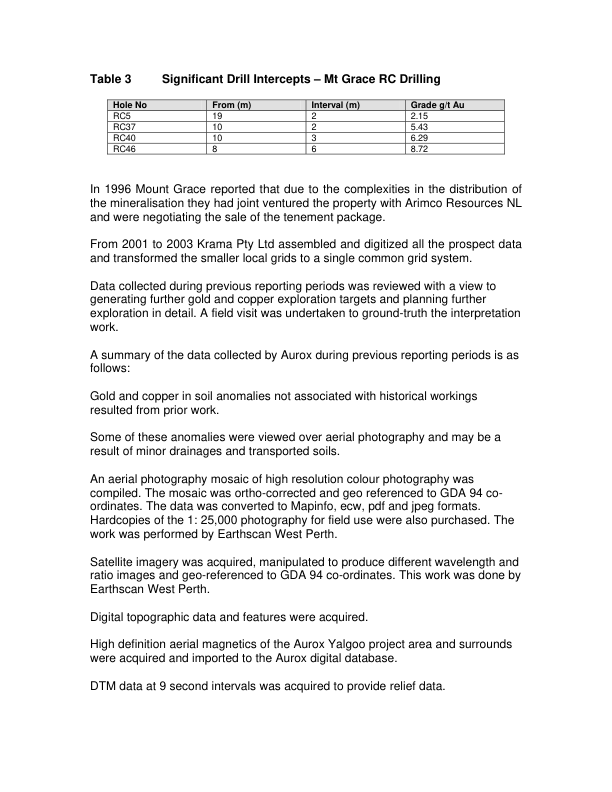 Table 3 Significant Drill Intercepts – Mt Grace RC Drilling
Hole No From (m) Interval (m) Grade g/t Au
RC5 19 2 2.15
RC37 10 2 5.43
RC40 10 3 6.29
RC46 8 6 8.72
In 1996 Mount Grace reported that due to the complexities in the distribution of
the mineralisation they had joint ventured the property with Arimco Resources NL
and were negotiating the sale of the tenement package.
From 2001 to 2003 Krama Pty Ltd assembled and digitized all the prospect data
and transformed the smaller local grids to a single common grid system.
Data collected during previous reporting periods was reviewed with a view to
generating further gold and copper exploration targets and planning further
exploration in detail. A field visit was undertaken to ground-truth the interpretation
work.
A summary of the data collected by Aurox during previous reporting periods is as
follows:
Gold and copper in soil anomalies not associated with historical workings
resulted from prior work.
Some of these anomalies were viewed over aerial photography and may be a
result of minor drainages and transported soils.
An aerial photography mosaic of high resolution colour photography was
compiled. The mosaic was ortho-corrected and geo referenced to GDA 94 co-
ordinates. The data was converted to Mapinfo, ecw, pdf and jpeg formats.
Hardcopies of the 1: 25,000 photography for field use were also purchased. The
work was performed by Earthscan West Perth.
Satellite imagery was acquired, manipulated to produce different wavelength and
ratio images and geo-referenced to GDA 94 co-ordinates. This work was done by
Earthscan West Perth.
Digital topographic data and features were acquired.
High definition aerial magnetics of the Aurox Yalgoo project area and surrounds
were acquired and imported to the Aurox digital database.
DTM data at 9 second intervals was acquired to provide relief data.